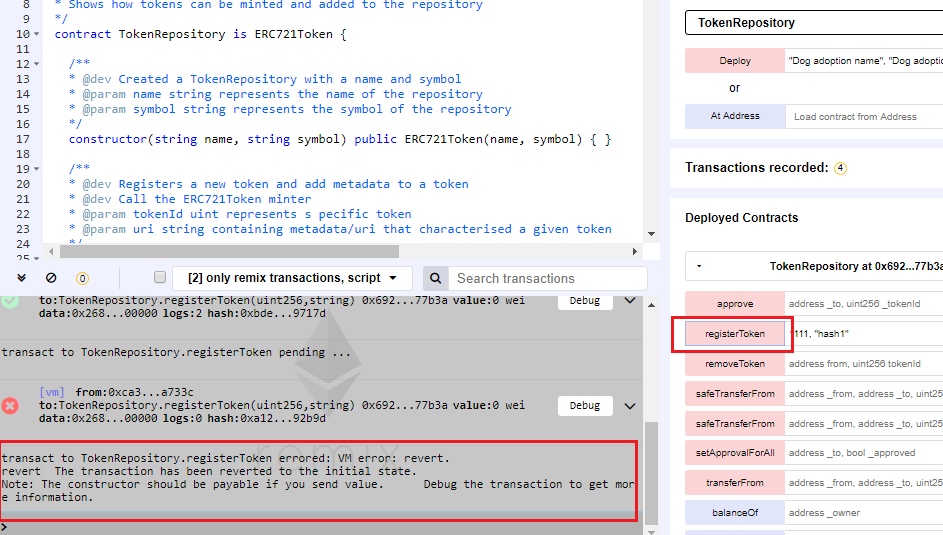 8 * Shows how tokens can be minted and added to the repository
9 */
10 contract TokenRepository is ERC721Token {
11
12 /**
13 * @dev Created a TokenRepository with a name and symbol
14 * @param name string represents the name of the repository
15 * @param symbol string represents the symbol of the repository
16 */
17 constructor(string name, string symbol) public ERC721Token(name, symbol) { }
18
19 /**
20 * @dev Registers a new token and add metadata to a token
21 * @dev Call the ERC721Token minter
22 * @param tokenId uint represents s pecific token
23 * @param uri string containing metadata/uri that characterised a given token
24 */
25
0
[2] only remix transactions, script
Search transactions
to:TokenRepository.registerToken(uint256,string) 0x692...77b3a value:0 wei
data:0x268...00000 logs:2 hash:0xbde...9717d
Debug
transact to TokenRepository.registerToken pending ...
[vm] from:0xca3...a733c
to:TokenRepository.registerToken(uint256,string) 0x692...77b3a value:0 wei
data:0x268...00000 logs:0 hash:0xa12...92b9d
Debug
remix
transact to TokenRepository.registerToken errored: VM error: revert.
revert The transaction has been reverted to the initial state.
Note: The constructor should be payable if you send value. Debug the transaction to get mor
e information.
>
TokenRepository
Deploy "Dog adoption name", "Dog adoptio
or
At Address Load contract from Address
Transactions recorded: 4
Deployed Contracts
TokenRepository at 0x692...77b3a
approve address _to, uint256 _tokenId
registerToken 111, "hash1"
removeToken address from, uint256 tokenId
safeTransferFrom address _from, address _to, uint25
safeTransferFrom address _from, address _to, uint25
setApprovalForAll address _to, bool _approved
transferFrom address _from, address _to, uint25
balanceOf address _owner